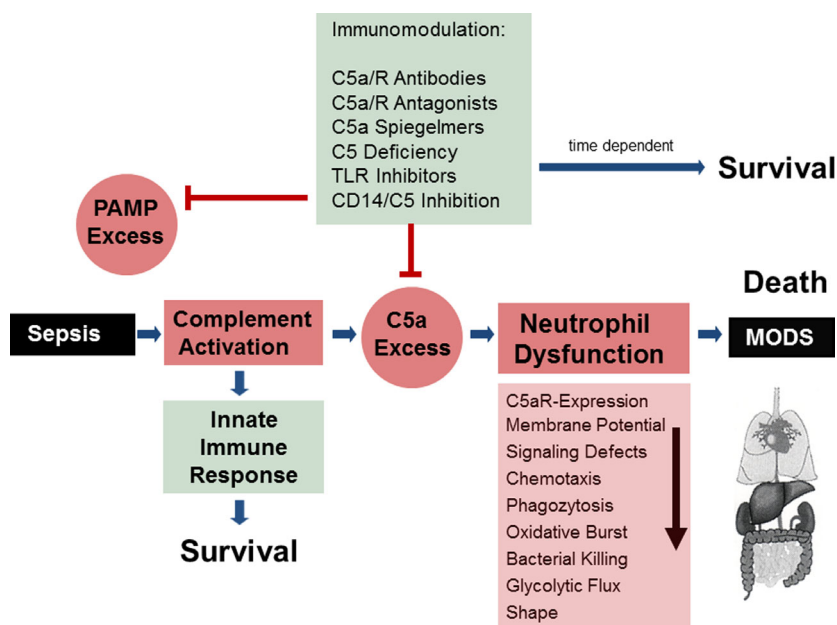 Immunomodulation:
C5a/R Antibodies
C5a/R Antagonists
C5a Spiegelmers
C5 Deficiency
TLR Inhibitors
CD14/C5 Inhibition
time dependent
Survival
PAMP
Excess
Sepsis
Complement
Activation
C5a
Excess
Neutrophil
Dysfunction
Death
MODS
Innate
Immune
Response
Survival
C5aR-Expression
Membrane Potential
Signaling Defects
Chemotaxis
Phagozytosis
Oxidative Burst
Bacterial Killing
Glycolytic Flux
Shape